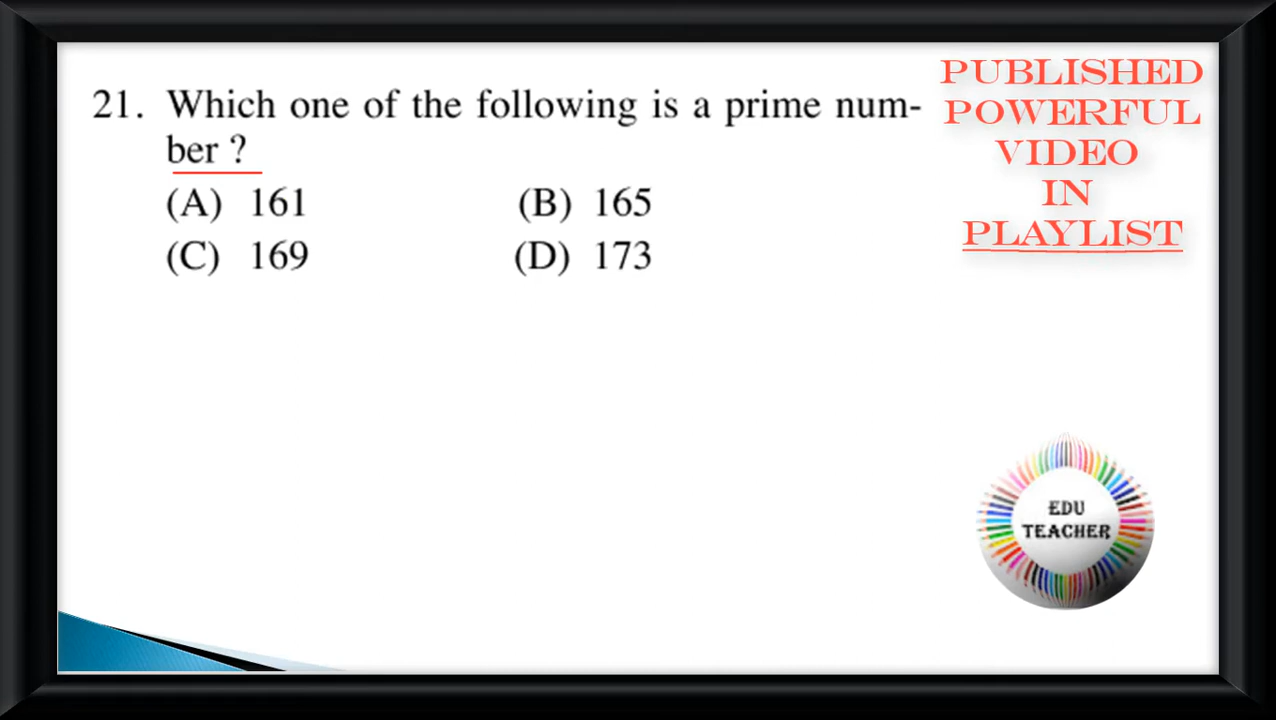 21. Which one of the following is a prime num-
ber ?
(A) 161 (B) 165
(C) 169 (D) 173
PUBLISHED
POWERFUL
VIDEO
IN
PLAYLIST
EDU
TEACHER